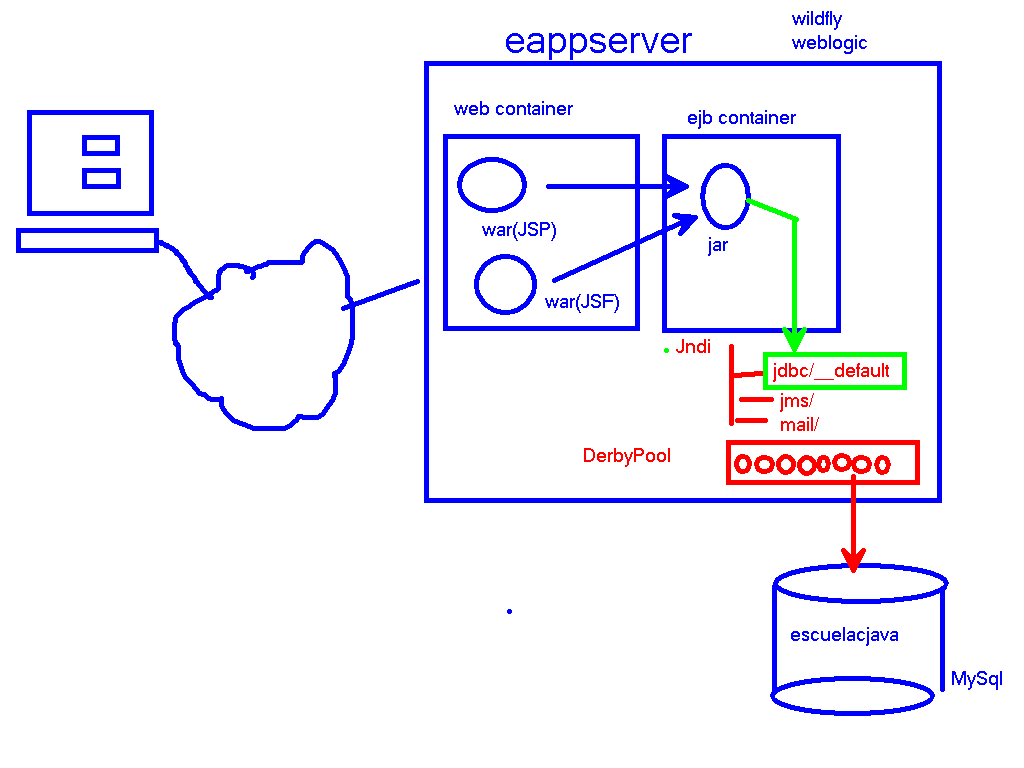 eappserver
wildfly
weblogic
web container
ejb container
war(JSP)
jar
war(JSF)
Jndi
jdbc/__default
jms/
mail/
DerbyPool
escuelacjava
MySql